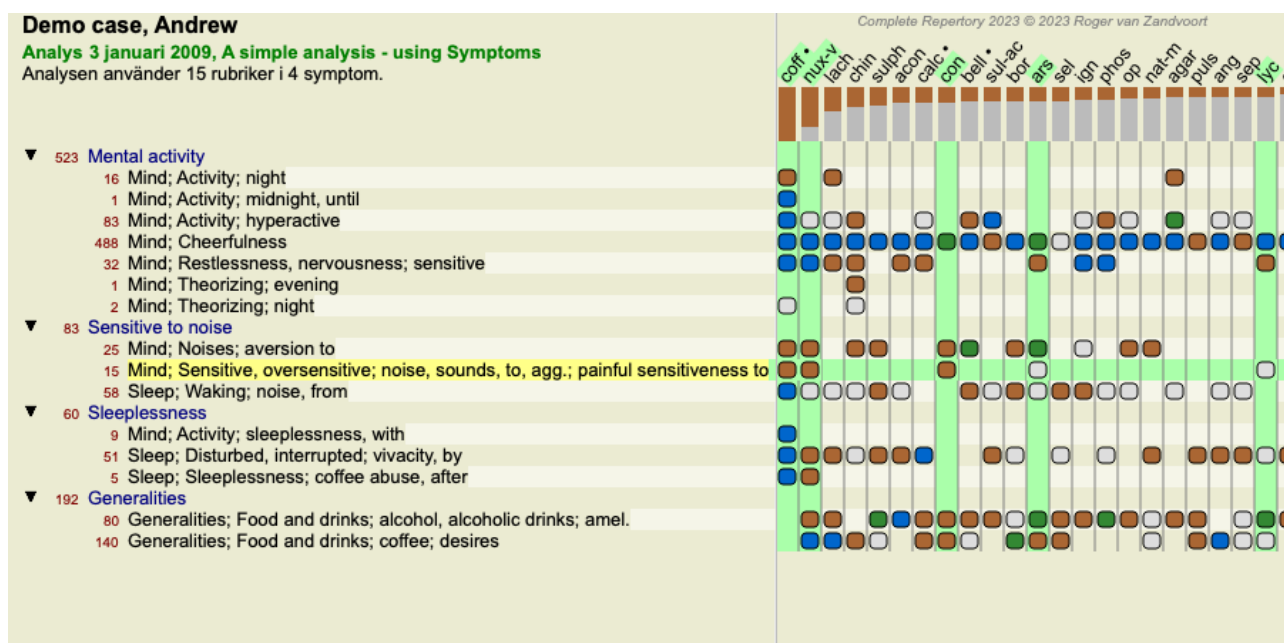 Demo case, Andrew
Complete Repertory 2023 © 2023 Roger van Zandvoort
Analys 3 januari 2009, A simple analysis - using Symptoms
Analysen använder 15 rubriker i 4 symptom.
coff • nux-v lach chin sulph acon calc • con bell • sul-ac bor ars sel ign phos op nat-m agar puls ang sep lyc
523 Mental activity
16 Mind; Activity; night
1 Mind; Activity; midnight, until
83 Mind; Activity; hyperactive
488 Mind; Cheerfulness
32 Mind; Restlessness, nervousness; sensitive
1 Mind; Theorizing; evening
2 Mind; Theorizing; night
83 Sensitive to noise
25 Mind; Noises; aversion to
15 Mind; Sensitive, oversensitive; noise, sounds, to, agg.; painful sensitiveness to
58 Sleep; Waking; noise, from
60 Sleeplessness
9 Mind; Activity; sleeplessness, with
51 Sleep; Disturbed, interrupted; vivacity, by
5 Sleep; Sleeplessness; coffee abuse, after
192 Generalities
80 Generalities; Food and drinks; alcohol, alcoholic drinks; amel.
140 Generalities; Food and drinks; coffee; desires